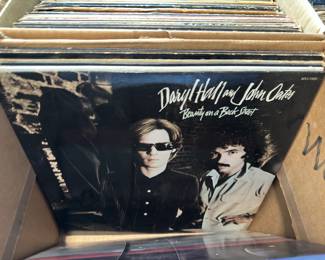 Daryl Hall and John Oates
Beauty on a Back Street